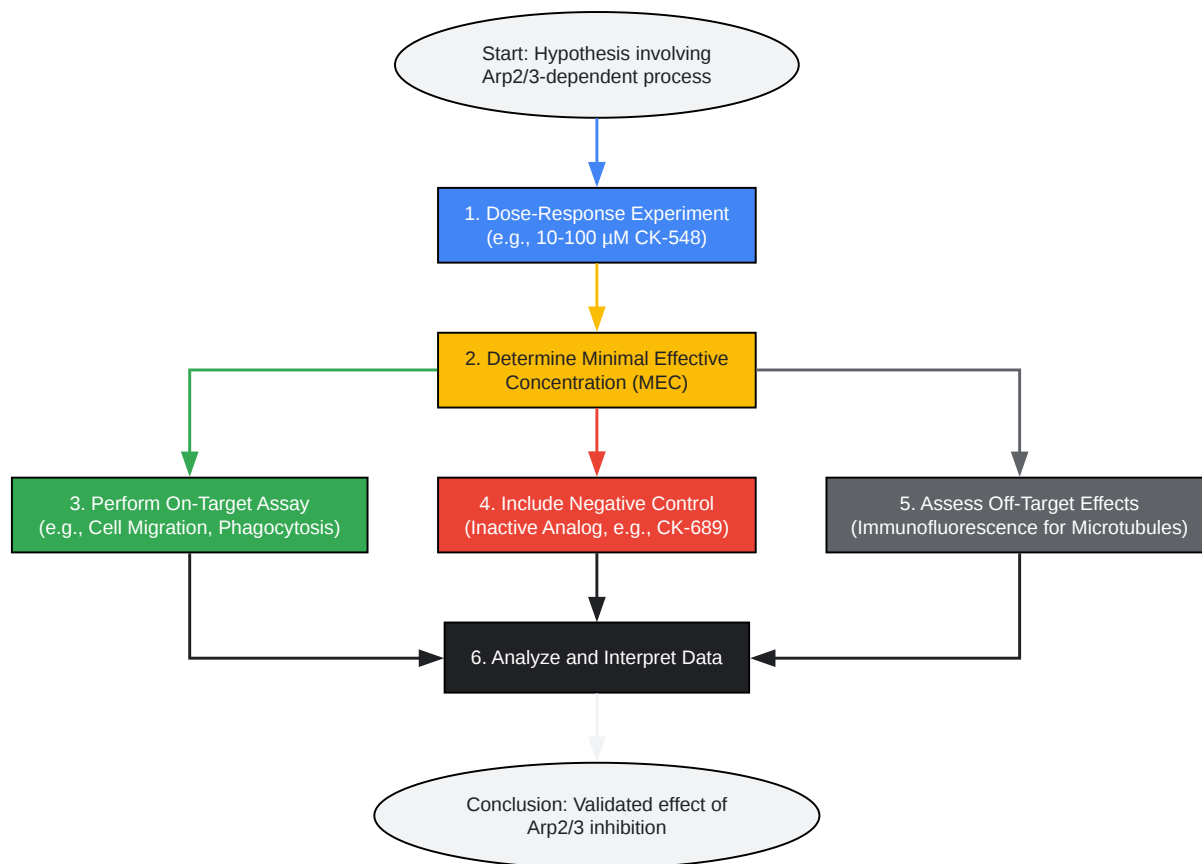 Start: Hypothesis involving
Arp2/3-dependent process
1. Dose-Response Experiment
(e.g., 10-100 µM CK-548)
2. Determine Minimal Effective
Concentration (MEC)
3. Perform On-Target Assay
(e.g., Cell Migration, Phagocytosis)
4. Include Negative Control
(Inactive Analog, e.g., CK-689)
5. Assess Off-Target Effects
(Immunofluorescence for Microtubules)
6. Analyze and Interpret Data
Conclusion: Validated effect of
Arp2/3 inhibition